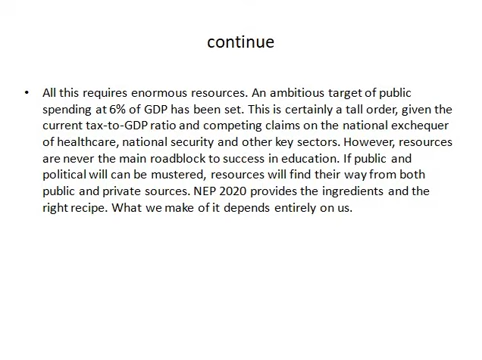 continue
• All this requires enormous resources. An ambitious target of public
spending at 6% of GDP has been set. This is certainly a tall order, given the
current tax-to-GDP ratio and competing claims on the national exchequer
of healthcare, national security and other key sectors. However, resources
are never the main roadblock to success in education. If public and
political will can be mustered, resources will find their way from both
public and private sources. NEP 2020 provides the ingredients and the
right recipe. What we make of it depends entirely on us.